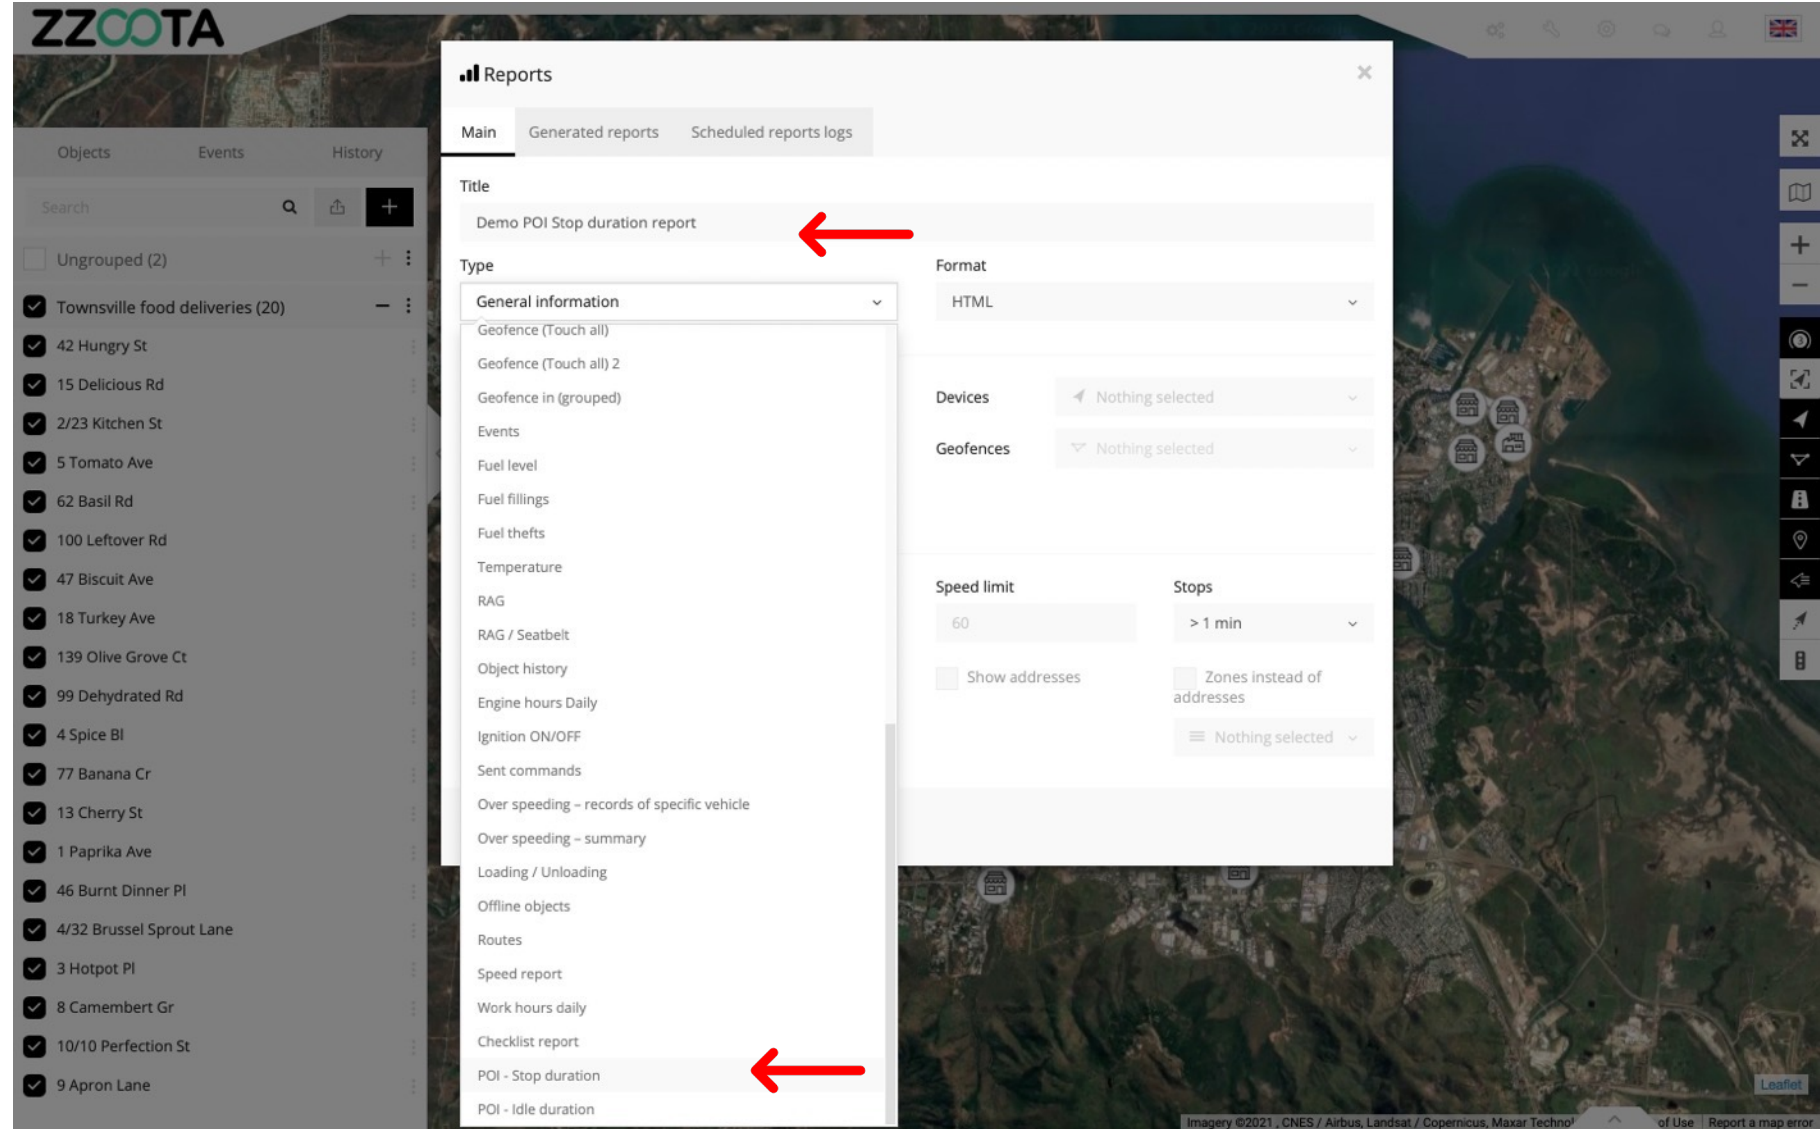 ZZOOTA
Reports
Main Generated reports Scheduled reports logs
Objects Events History
Search
Ungrouped (2)
Townsville food deliveries (20)
42 Hungry St
15 Delicious Rd
2/23 Kitchen St
5 Tomato Ave
62 Basil Rd
100 Leftover Rd
47 Biscuit Ave
18 Turkey Ave
139 Olive Grove Ct
99 Dehydrated Rd
4 Spice Bl
77 Banana Cr
13 Cherry St
1 Paprika Ave
46 Burnt Dinner Pl
4/32 Brussel Sprout Lane
3 Hotpot Pl
8 Camembert Gr
10/10 Perfection St
9 Apron Lane
Title
Demo POI Stop duration report
Type
General information
Geofence (Touch all)
Geofence (Touch all) 2
Geofence in (grouped)
Events
Fuel level
Fuel fillings
Fuel thefts
Temperature
RAG
RAG / Seatbelt
Object history
Engine hours Daily
Ignition ON/OFF
Sent commands
Over speeding – records of specific vehicle
Over speeding – summary
Loading / Unloading
Offline objects
Routes
Speed report
Work hours daily
Checklist report
POI - Stop duration
POI - Idle duration
Format
HTML
Devices Nothing selected
Geofences Nothing selected
Speed limit
60
Stops
> 1 min
Show addresses
Zones instead of
addresses
Nothing selected
Leaflet
Imagery ©2021 , CNES / Airbus, Landsat / Copernicus, Maxar Technol of Use Report a map error